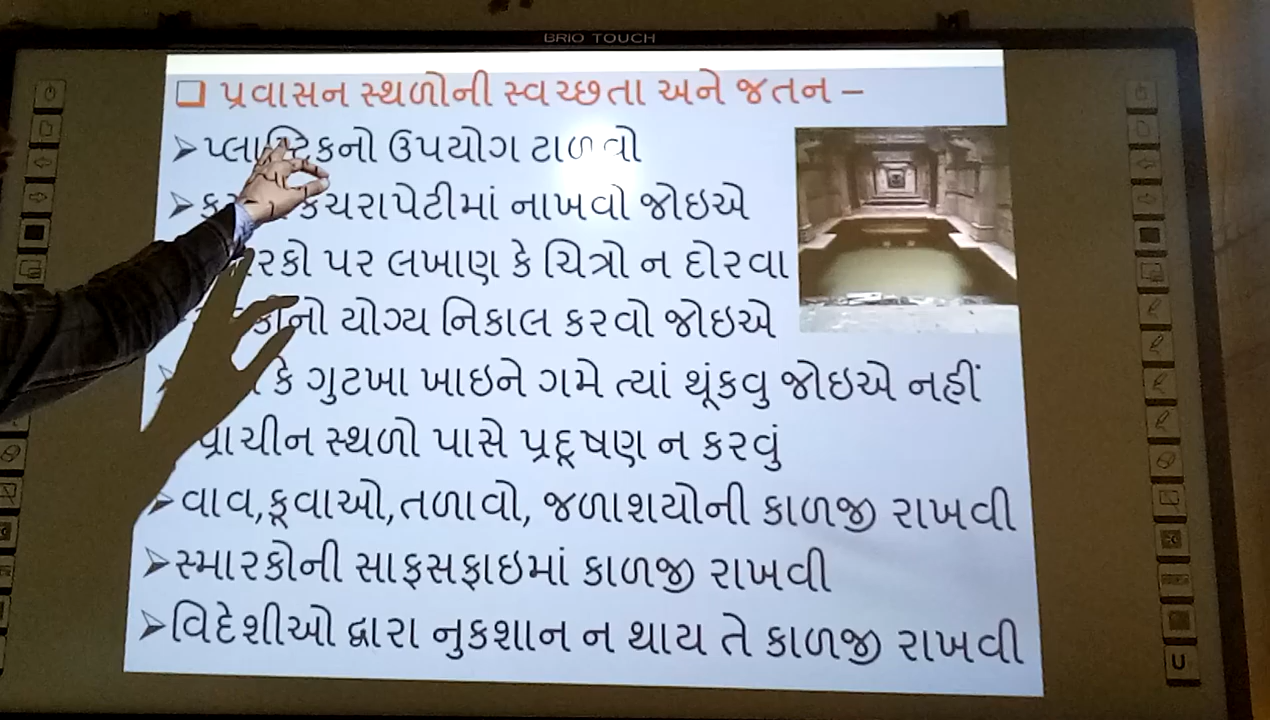 BRIO TOUCH
પ્રવાસન સ્થળોની સ્વચ્છતા અને જતન –
પ્લાસ્ટિકનો ઉપયોગ ટાળવો
કચરાપેટીમાં નાખવો જોઇએ
પર લખાણ કે ચિત્રો ન દોરવા
યોગ્ય નિકાલ કરવો જોઇએ
કે ગુટખા ખાઇને ગમે ત્યાં થૂંકવુ જોઇએ નહીં
પ્રાચીન સ્થળો પાસે પ્રદૂષણ ન કરવું
વાવ,કૂવાઓ,તળાવો, જળાશયોની કાળજી રાખવી
સ્મારકોની સાફસફાઇમાં કાળજી રાખવી
વિદેશીઓ દ્વારા નુકશાન ન થાય તે કાળજી રાખવી